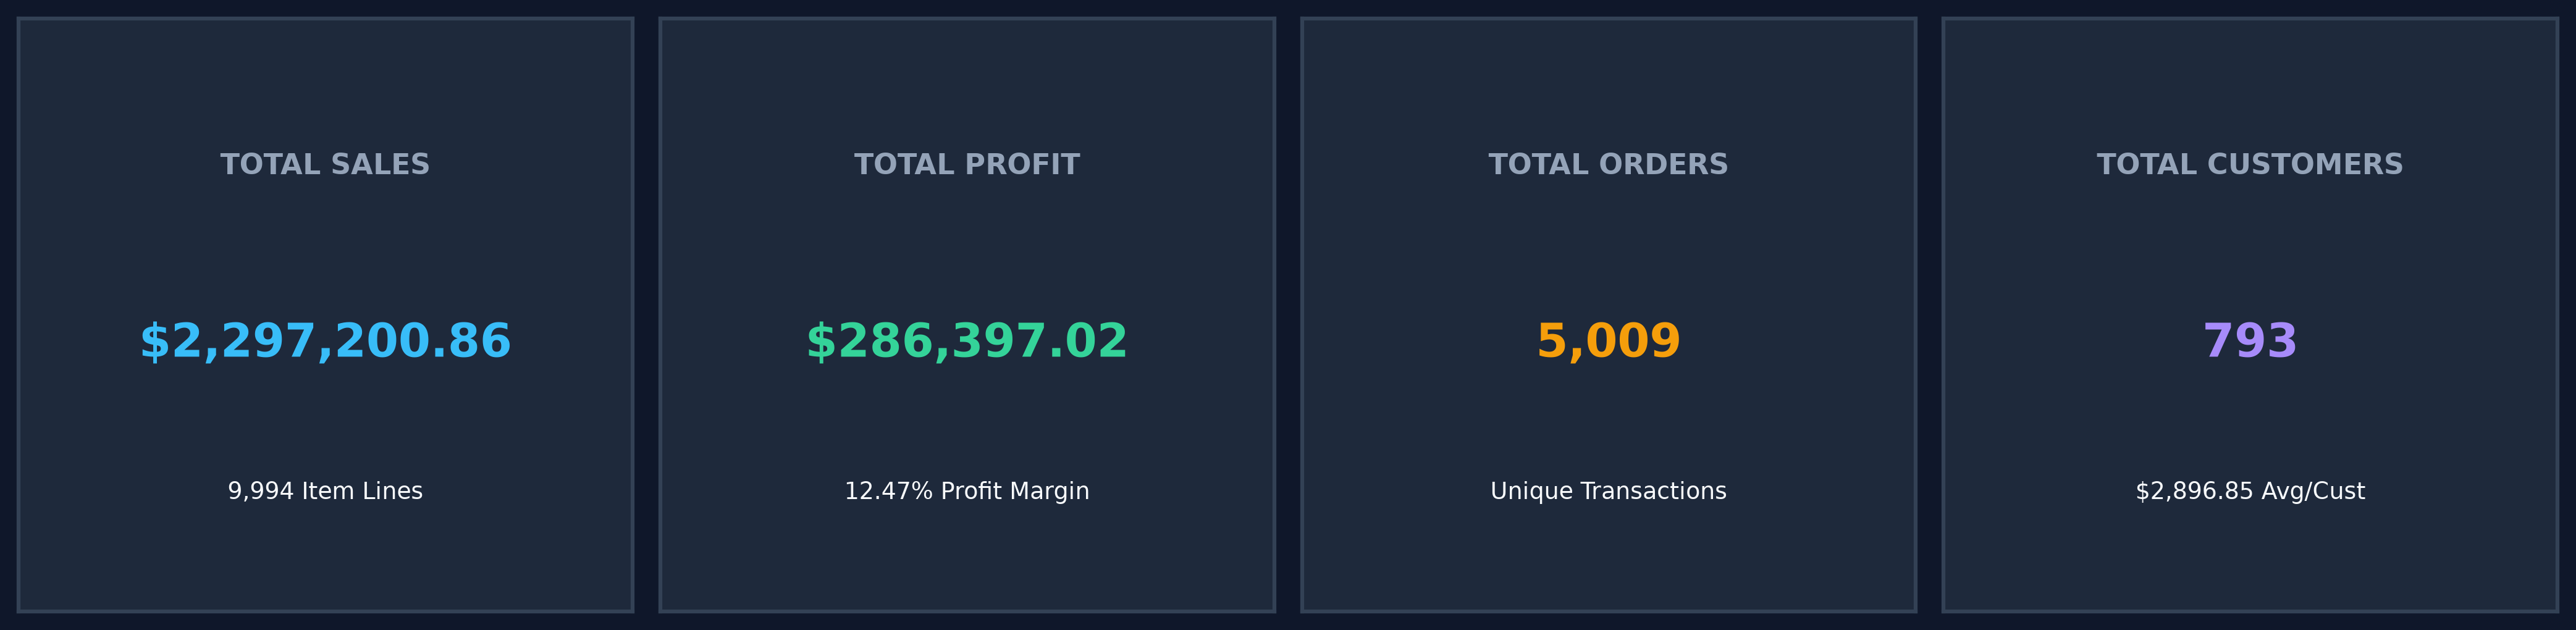 TOTAL SALES
$2,297,200.86
9,994 Item Lines
TOTAL PROFIT
$286,397.02
12.47% Profit Margin
TOTAL ORDERS
5,009
Unique Transactions
TOTAL CUSTOMERS
793
$2,896.85 Avg/Cust